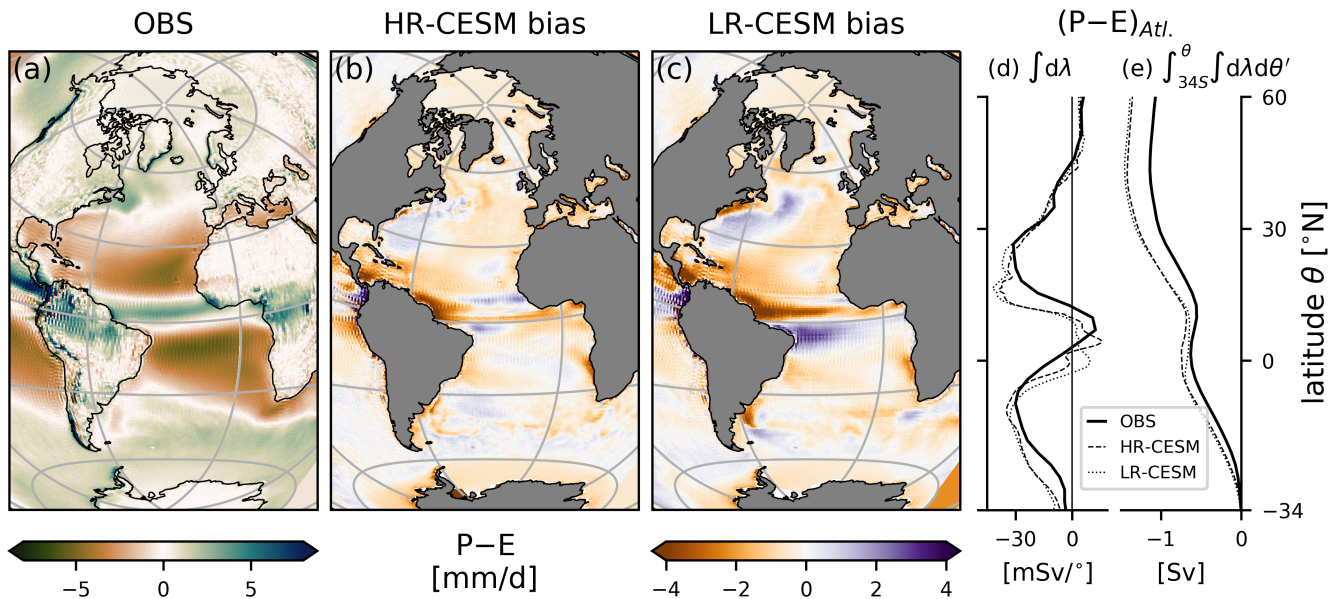 OBS
HR-CESM bias
LR-CESM bias
(P−E)Atl.
(a)
(b)
(c)
(d) ∫dλ
(e) ∫θ34S∫dλdθ′
60
30
0
−34
latitude θ [°N]
OBS
HR-CESM
LR-CESM
−30
0
[mSv/°]
−1
0
[Sv]
−5
0
5
P−E
[mm/d]
−4
−2
0
2
4